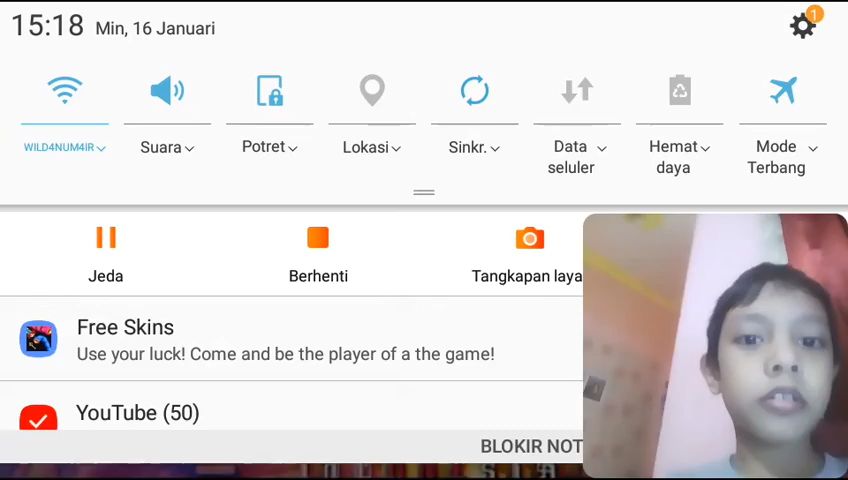 15:18 Min, 16 Januari
1
WILD4NUM4IR Suara Potret Lokasi Sinkr. Data seluler Hemat daya Mode Terbang
Jeda Berhenti Tangkapan laya
Free Skins
Use your luck! Come and be the player of a the game!
YouTube (50)
BLOKIR NOT